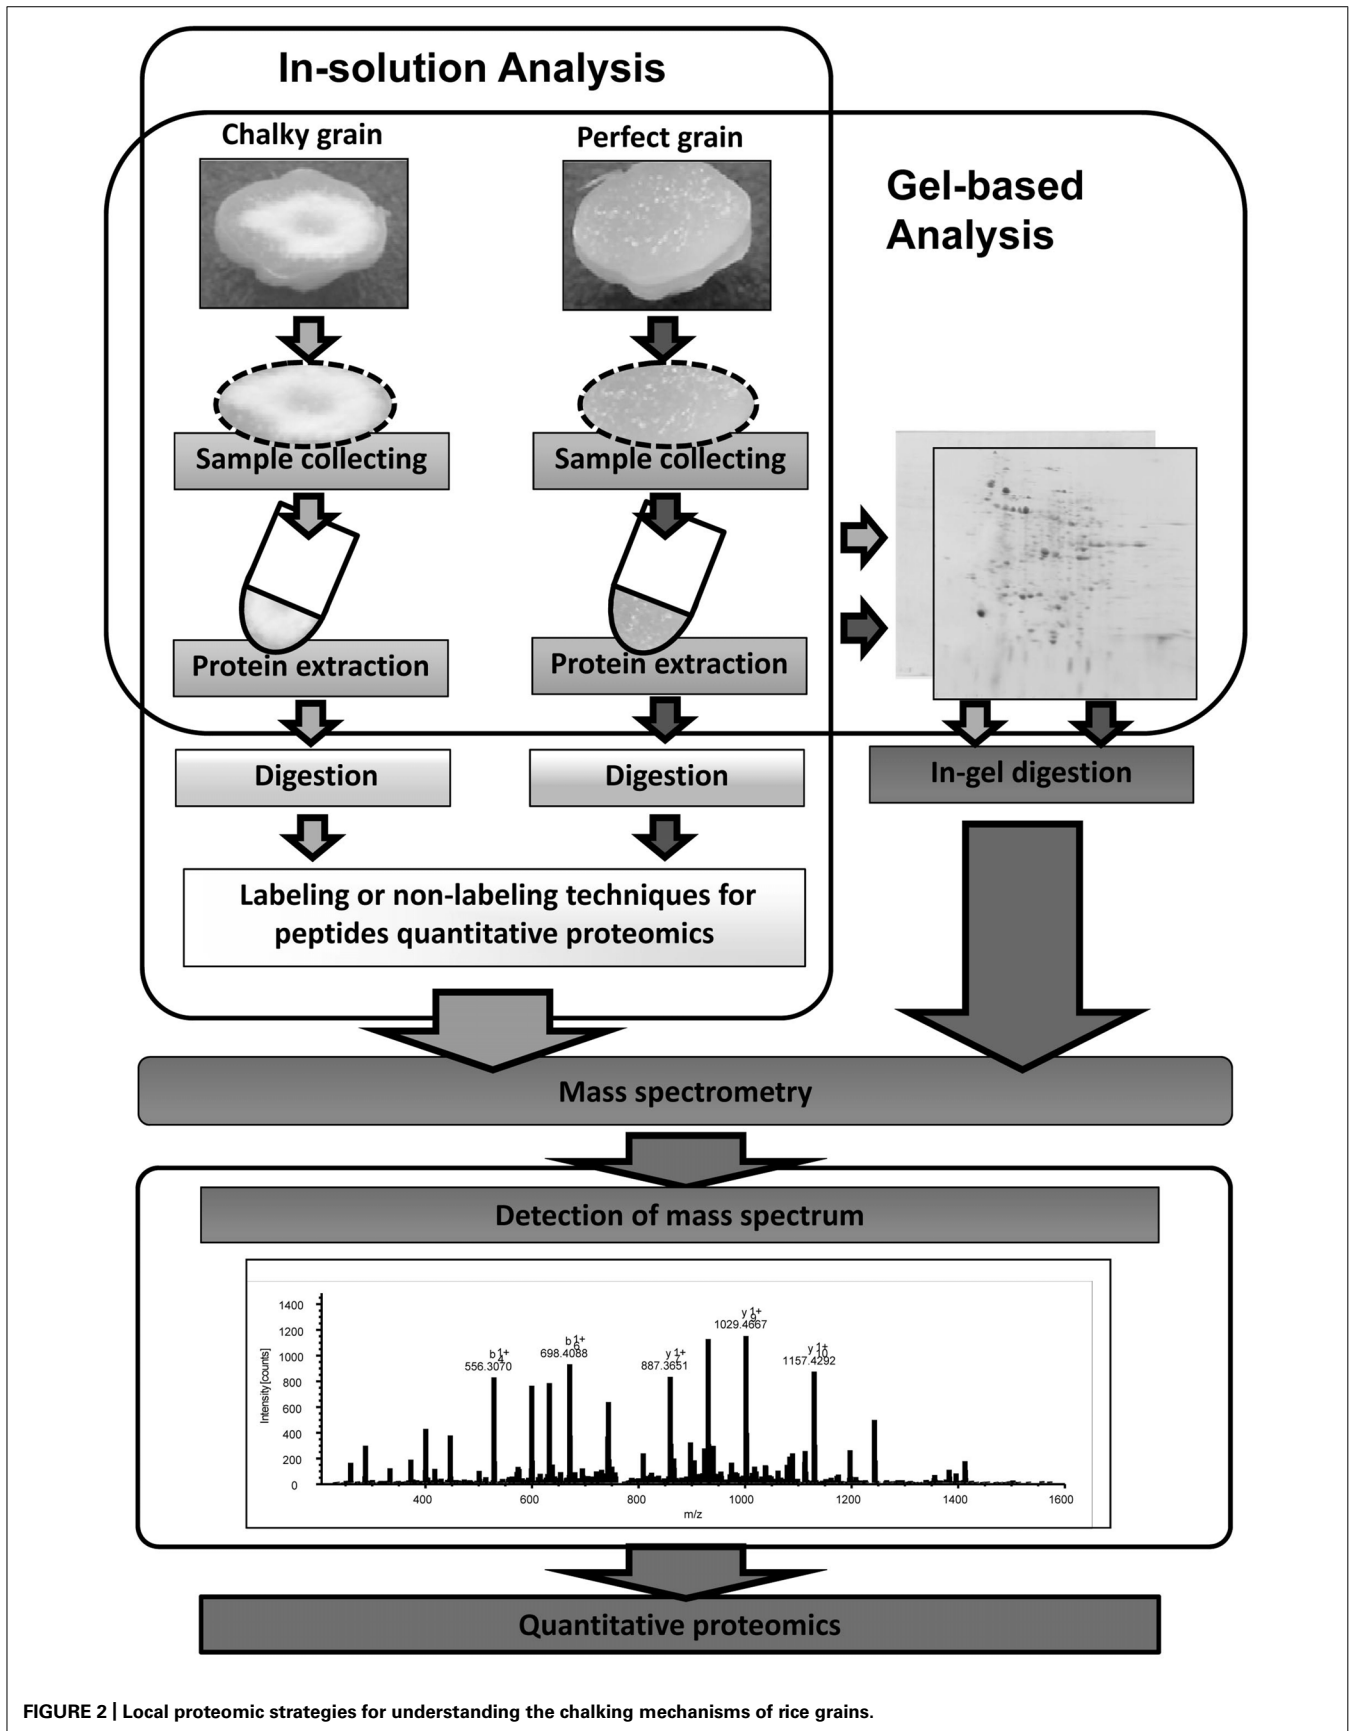 In-solution Analysis
Chalky grain
Perfect grain
Gel-based
Analysis
Sample collecting
Sample collecting
Protein extraction
Protein extraction
Digestion
Digestion
In-gel digestion
Labeling or non-labeling techniques for
peptides quantitative proteomics
Mass spectrometry
Detection of mass spectrum
Intensity [counts]
1400
1200
1000
800
600
400
200
0
b 1+
4
556.3070
b 1+
6
698.4088
y 1+
7
887.3651
y 1+
9
1029.4667
y 1+
10
1157.4292
400
600
800
1000
1200
1400
1600
m/z
Quantitative proteomics
FIGURE 2 | Local proteomic strategies for understanding the chalking mechanisms of rice grains.